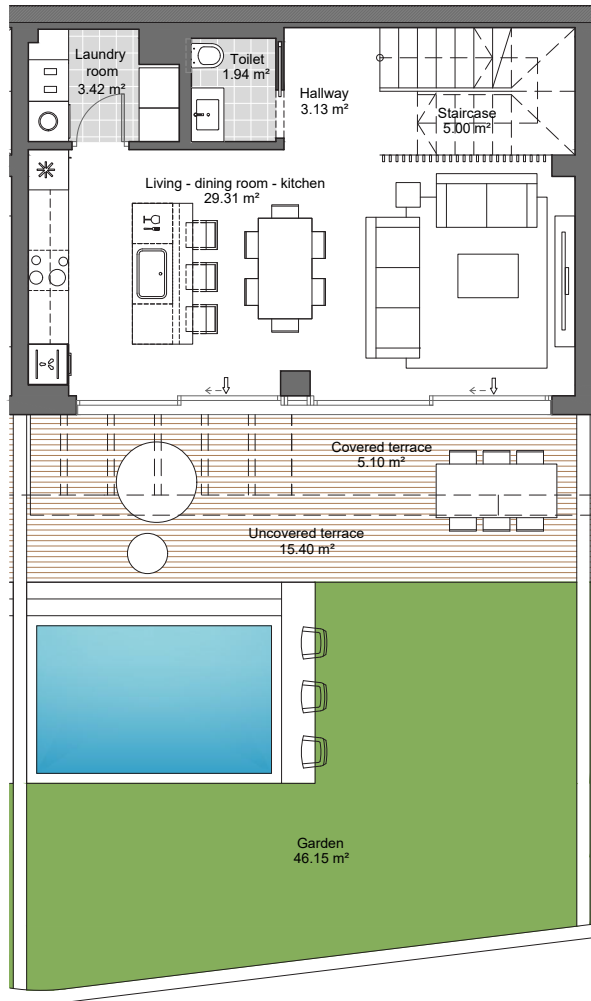 Laundry
room
3.42 m²
Toilet
1.94 m²
Hallway
3.13 m²
Staircase
5.00 m²
Living - dining room - kitchen
29.31 m²
Covered terrace
5.10 m²
Uncovered terrace
15.40 m²
Garden
46.15 m²